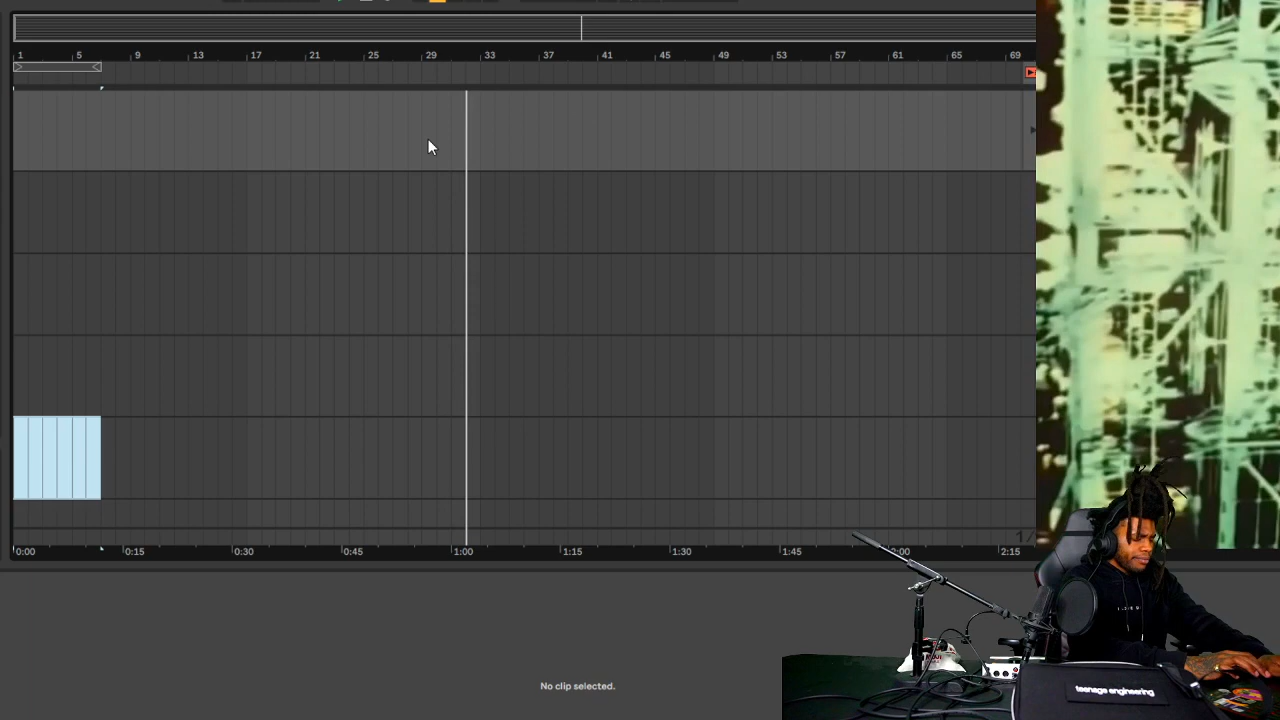 1 5 9 13 17 21 25 29 33 37 41 45 49 53 57 61 65 69
0:00 0:15 0:30 0:45 1:00 1:15 1:30 1:45 2:00 2:15
No clip selected.
teenage engineering